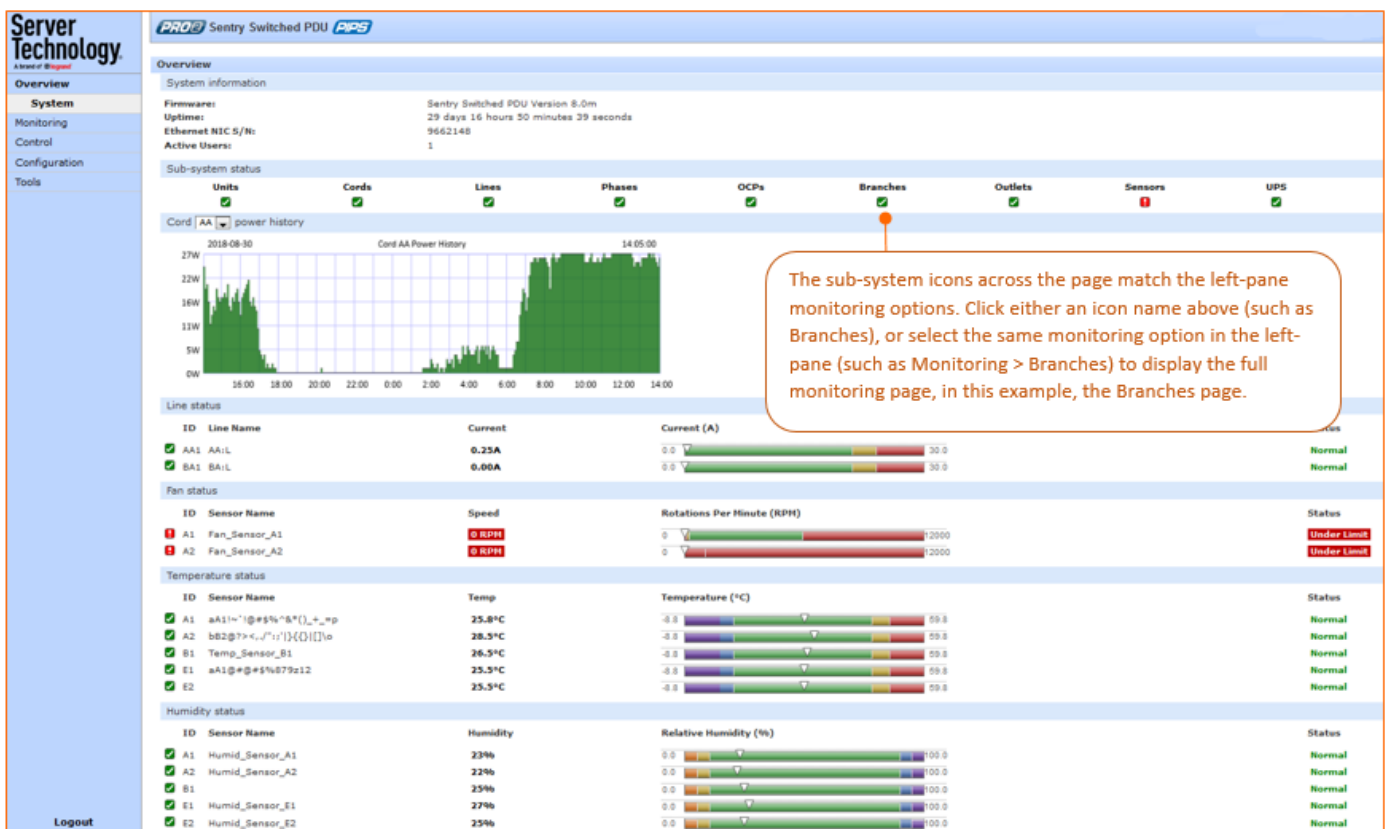 Server
Technology.
A brand of legrand
PRO2 Sentry Switched PDU PIPS
Overview
System
Monitoring
Control
Configuration
Tools
Logout
Overview
System information
Firmware: Sentry Switched PDU Version 8.0m
Uptime: 29 days 16 hours 50 minutes 39 seconds
Ethernet NIC S/N: 9662148
Active Users: 1
Sub-system status
Units Cords Lines Phases OCPs Branches Outlets Sensors UPS
Cord AA power history
2018-08-30 Cord AA Power History 14:05:00
27W
22W
16W
11W
5W
0W
16:00 18:00 20:00 22:00 0:00 2:00 4:00 6:00 8:00 10:00 12:00 14:00
The sub-system icons across the page match the left-pane
monitoring options. Click either an icon name above (such as
Branches), or select the same monitoring option in the left-
pane (such as Monitoring > Branches) to display the full
monitoring page, in this example, the Branches page.
Line status
ID Line Name Current Current (A) Status
AA1 AA:L 0.25A 0.0 30.0 Normal
BA1 BA:L 0.00A 0.0 30.0 Normal
Fan status
ID Sensor Name Speed Rotations Per Minute (RPM) Status
A1 Fan_Sensor_A1 0 RPM 0 12000 Under Limit
A2 Fan_Sensor_A2 0 RPM 0 12000 Under Limit
Temperature status
ID Sensor Name Temp Temperature (°C) Status
A1 25.8°C -8.8 59.8 Normal
A2 28.5°C -8.8 59.8 Normal
B1 Temp_Sensor_B1 26.5°C -8.8 59.8 Normal
E1 aA1@#@#$%879z12 25.5°C -8.8 59.8 Normal
E2 25.5°C -8.8 59.8 Normal
Humidity status
ID Sensor Name Humidity Relative Humidity (%) Status
A1 Humid_Sensor_A1 23% 0.0 100.0 Normal
A2 Humid_Sensor_A2 22% 0.0 100.0 Normal
B1 25% 0.0 100.0 Normal
E1 Humid_Sensor_E1 27% 0.0 100.0 Normal
E2 Humid_Sensor_E2 25% 0.0 100.0 Normal